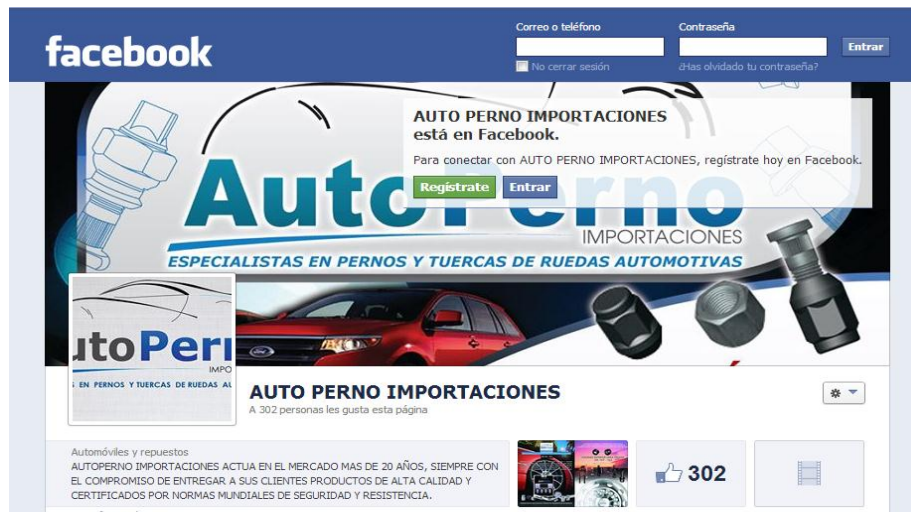 facebook
Correo o teléfono
Contraseña
Entrar
No cerrar sesión
¿Has olvidado tu contraseña?
AUTO PERNO IMPORTACIONES
está en Facebook.
Para conectar con AUTO PERNO IMPORTACIONES, regístrate hoy en Facebook.
Regístrate Entrar
AutoPerno
IMPORTACIONES
ESPECIALISTAS EN PERNOS Y TUERCAS DE RUEDAS AUTOMOTIVAS
utoPern
IMPO
EN PERNOS Y TUERCAS DE RUEDAS AU
AUTO PERNO IMPORTACIONES
A 302 personas les gusta esta página
Automóviles y repuestos
AUTOPERNO IMPORTACIONES ACTUA EN EL MERCADO MAS DE 20 AÑOS, SIEMPRE CON
EL COMPROMISO DE ENTREGAR A SUS CLIENTES PRODUCTOS DE ALTA CALIDAD Y
CERTIFICADOS POR NORMAS MUNDIALES DE SEGURIDAD Y RESISTENCIA.
302